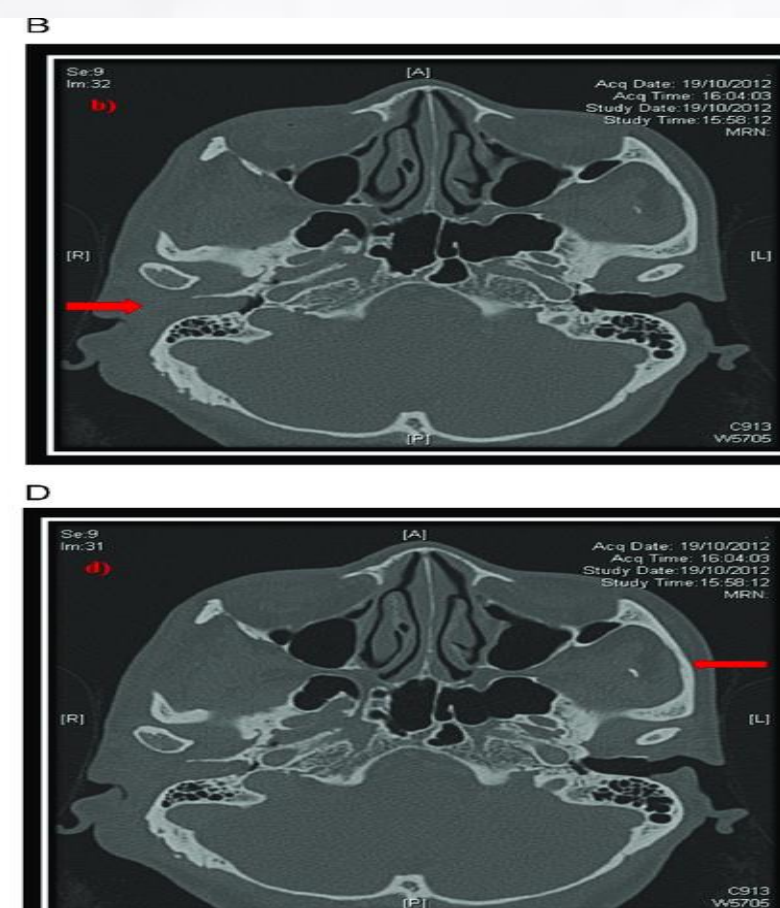 B
Se:9
Im:32
[A]
Acq Date: 19/10/2012
Acq Time: 16:04:03
Study Date:19/10/2012
Study Time:15:58:12
MRN:
b)
[R]
[L]
[P]
C913
W5705
D
Se:9
Im:31
[A]
Acq Date: 19/10/2012
Acq Time: 16:04:03
Study Date:19/10/2012
Study Time:15:58:12
MRN:
d)
[R]
[L]
[P]
C913
W5705